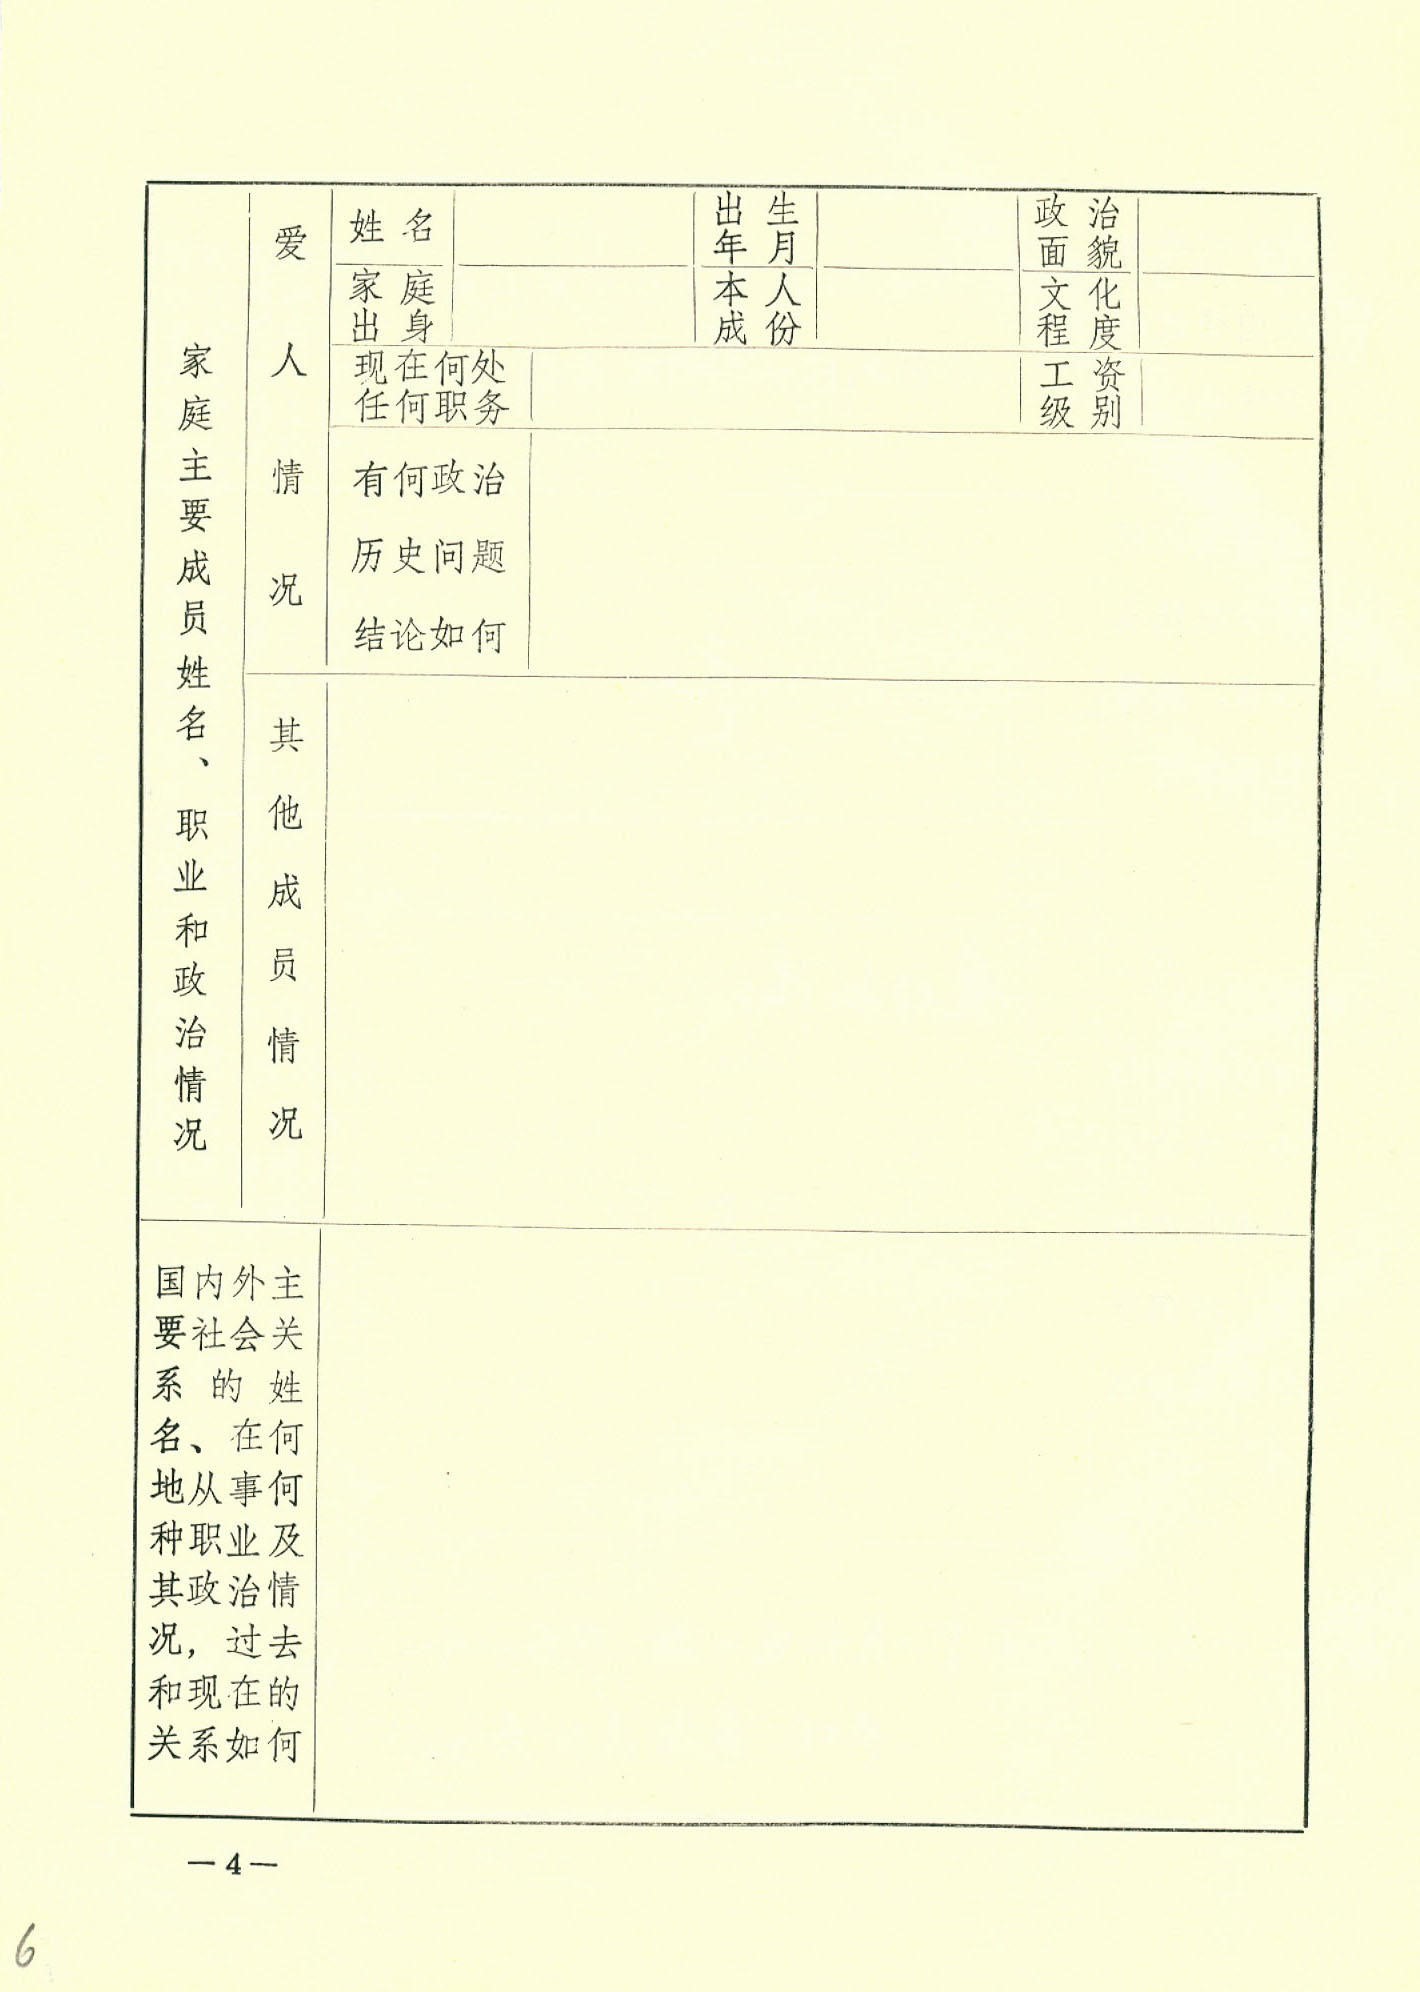 家庭主要成员姓名、职业和政治情况
爱人情况
姓名
出生
年月
政治
面貌
家庭
出身
本人
成份
文化
程度
现在何处
任何职务
工资
级别
有何政治
历史问题
结论如何
其他成员情况
国内外主
要社会关
系的姓
名、在何
地从事何
种职业及
其政治情
况，过去
和现在的
关系如何
—4—
6